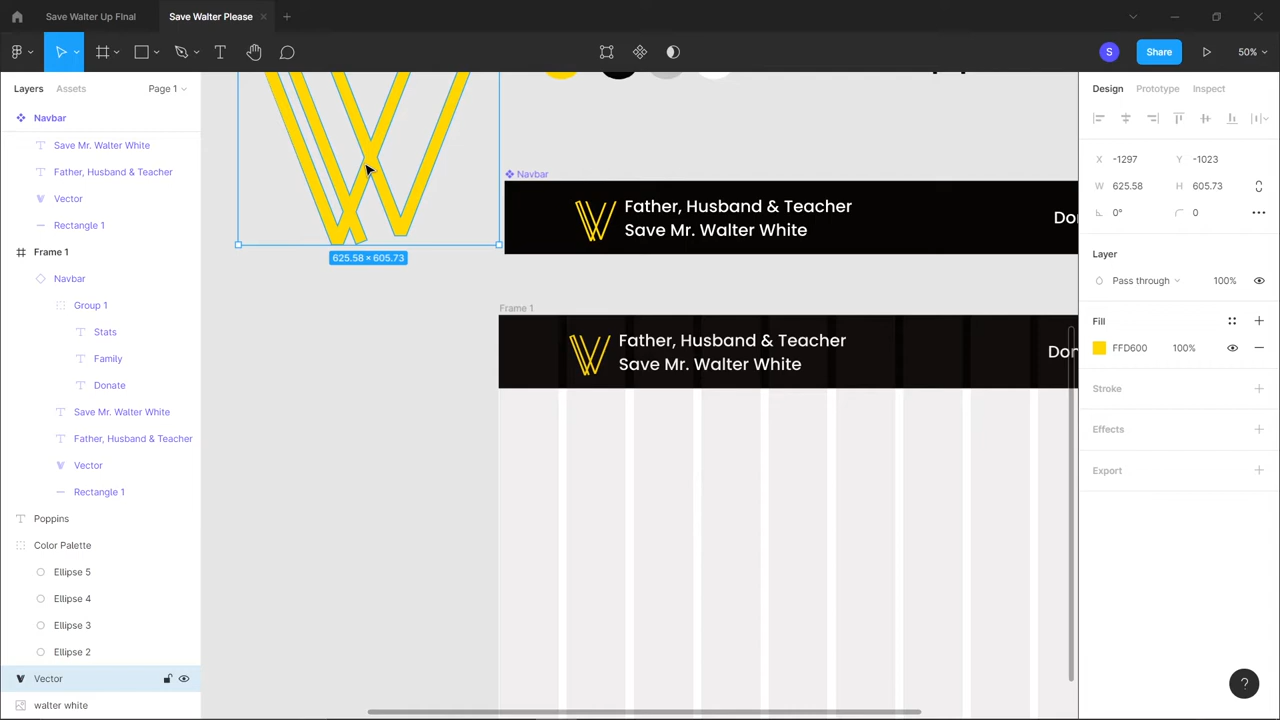 Save Walter Up FInal
Save Walter Please
S
Share
50%
Layers
Assets
Page 1
Design
Prototype
Inspect
Navbar
Save Mr. Walter White
Father, Husband & Teacher
Vector
Rectangle 1
Frame 1
Navbar
Group 1
Stats
Family
Donate
Save Mr. Walter White
Father, Husband & Teacher
Vector
Rectangle 1
Poppins
Color Palette
Ellipse 5
Ellipse 4
Ellipse 3
Ellipse 2
Vector
walter white
625.58 × 605.73
Navbar
Father, Husband & Teacher
Save Mr. Walter White
Don
Frame 1
Father, Husband & Teacher
Save Mr. Walter White
Don
X -1297 Y -1023
W 625.58 H 605.73
0° 0
Layer
Pass through 100%
Fill
FFD600 100%
Stroke
Effects
Export
?